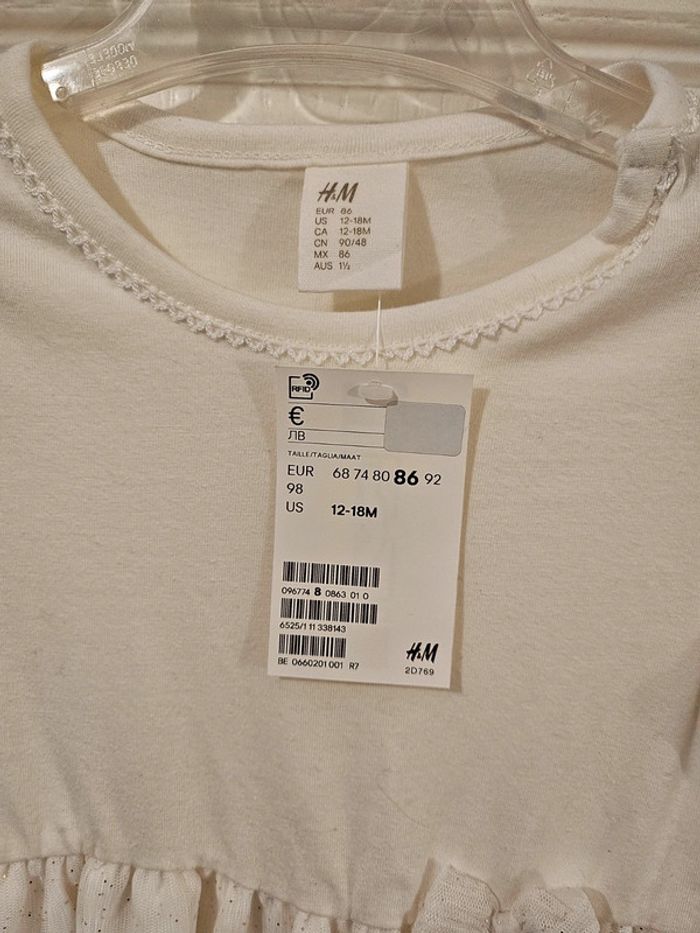 H&M
EUR 86
US 12-18M
CA 12-18M
CN 90/48
MX 86
AUS 1½
RFID
€
ЛВ
TAILLE/TAGLIA/MAAT
EUR 68 74 80 86 92
98
US 12-18M
096774 8 0863 01 0
6525/1 11 338143
BE 0660201 001 R7
H&M
2D769